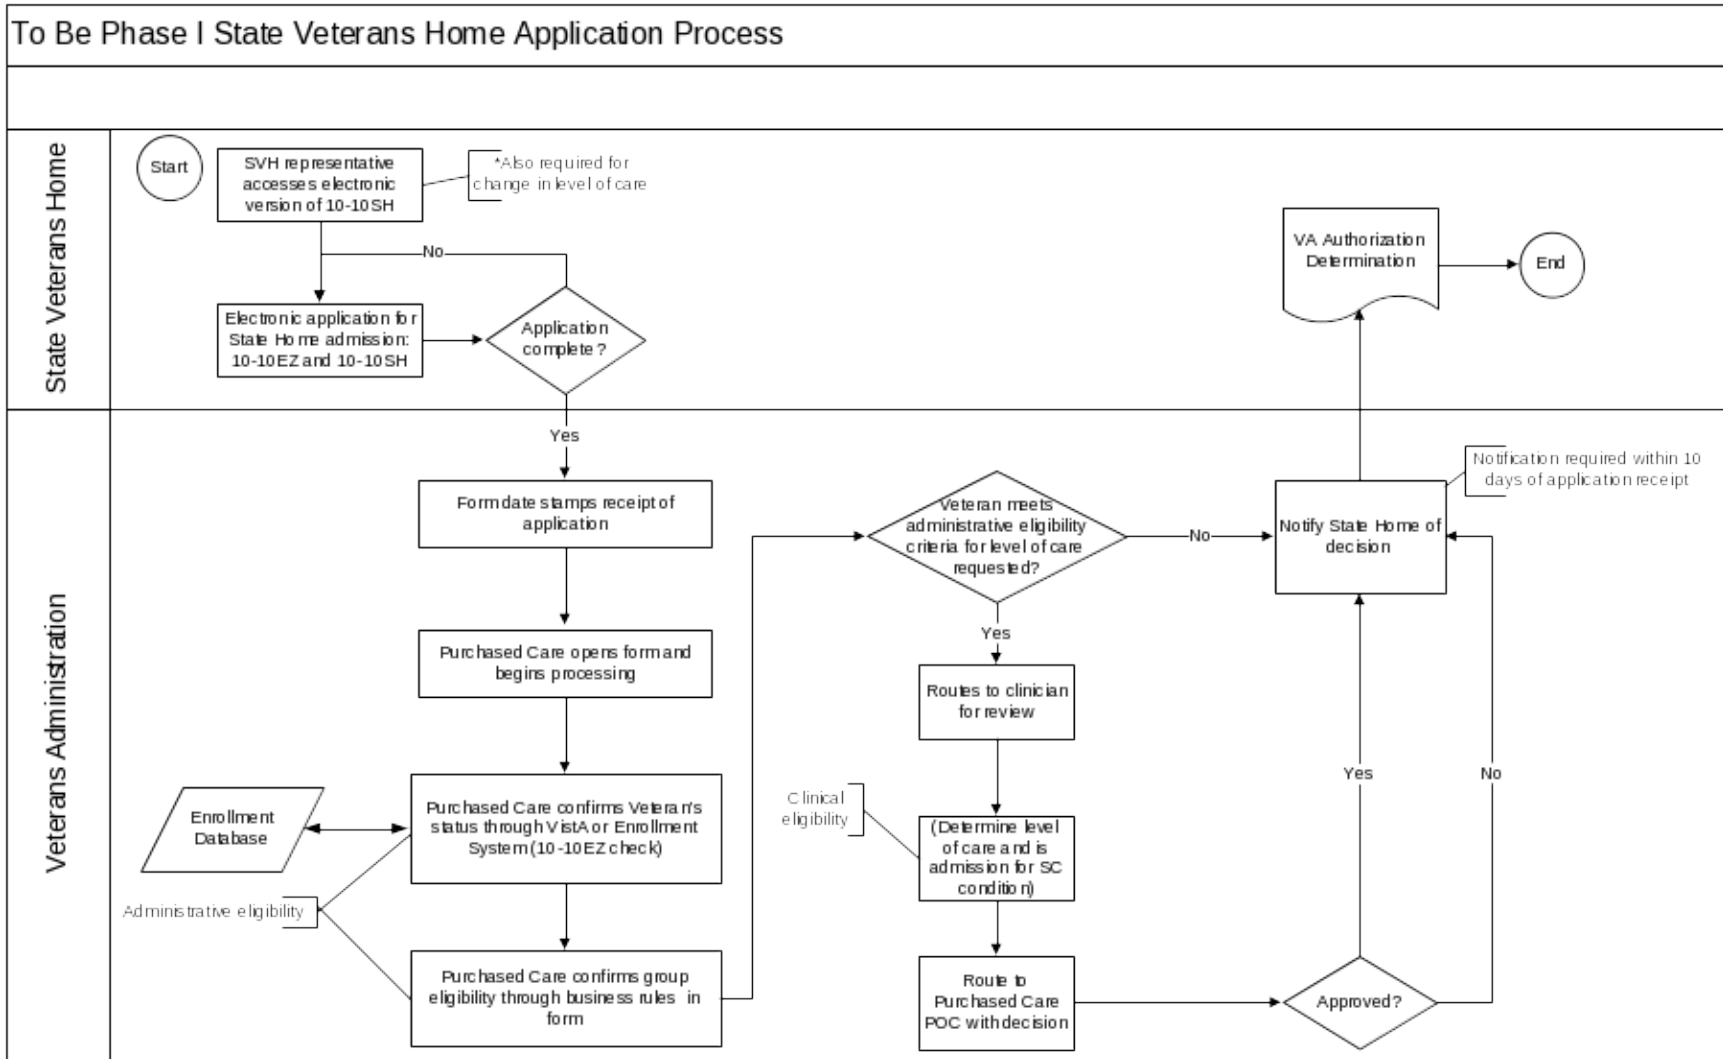 To Be Phase I State Veterans Home Application Process
State Veterans Home
Start
SVH representative
accesses electronic
version of 10-10SH
*Also required for
change in level of care
No
Electronic application for
State Home admission:
10-10EZ and 10-10SH
Application
complete?
VA Authorization
Determination
End
Veterans Administration
Yes
Form date stamps receipt of
application
Purchased Care opens form and
begins processing
Purchased Care confirms Veteran's
status through VistA or Enrollment
System (10-10EZ check)
Enrollment
Database
Administrative eligibility
Purchased Care confirms group
eligibility through business rules in
form
Veteran meets
administrative eligibility
criteria for level of care
requested?
No
Yes
Routes to clinician
for review
Clinical
eligibility
(Determine level
of care and is
admission for SC
condition)
Route to
Purchased Care
POC with decision
Approved?
Yes
No
Notify State Home of
decision
Notification required within 10
days of application receipt